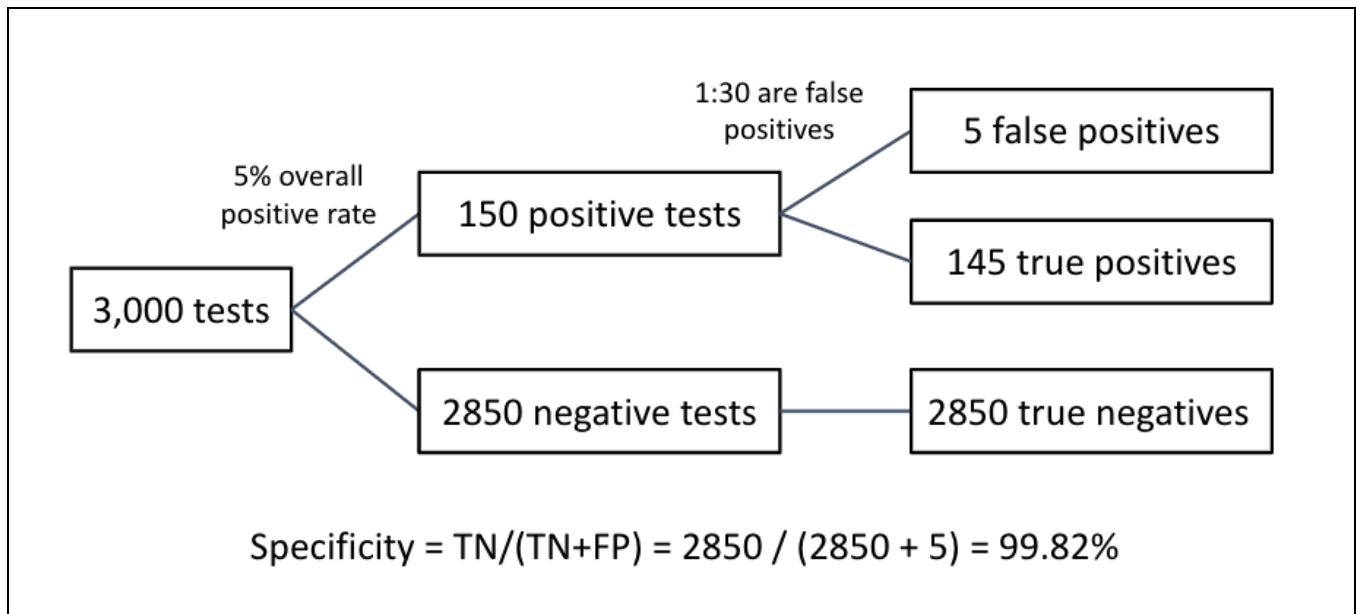 1:30 are false
positives
5 false positives
5% overall
positive rate
150 positive tests
145 true positives
3,000 tests
2850 negative tests
2850 true negatives
Specificity = TN/(TN+FP) = 2850 / (2850 + 5) = 99.82%